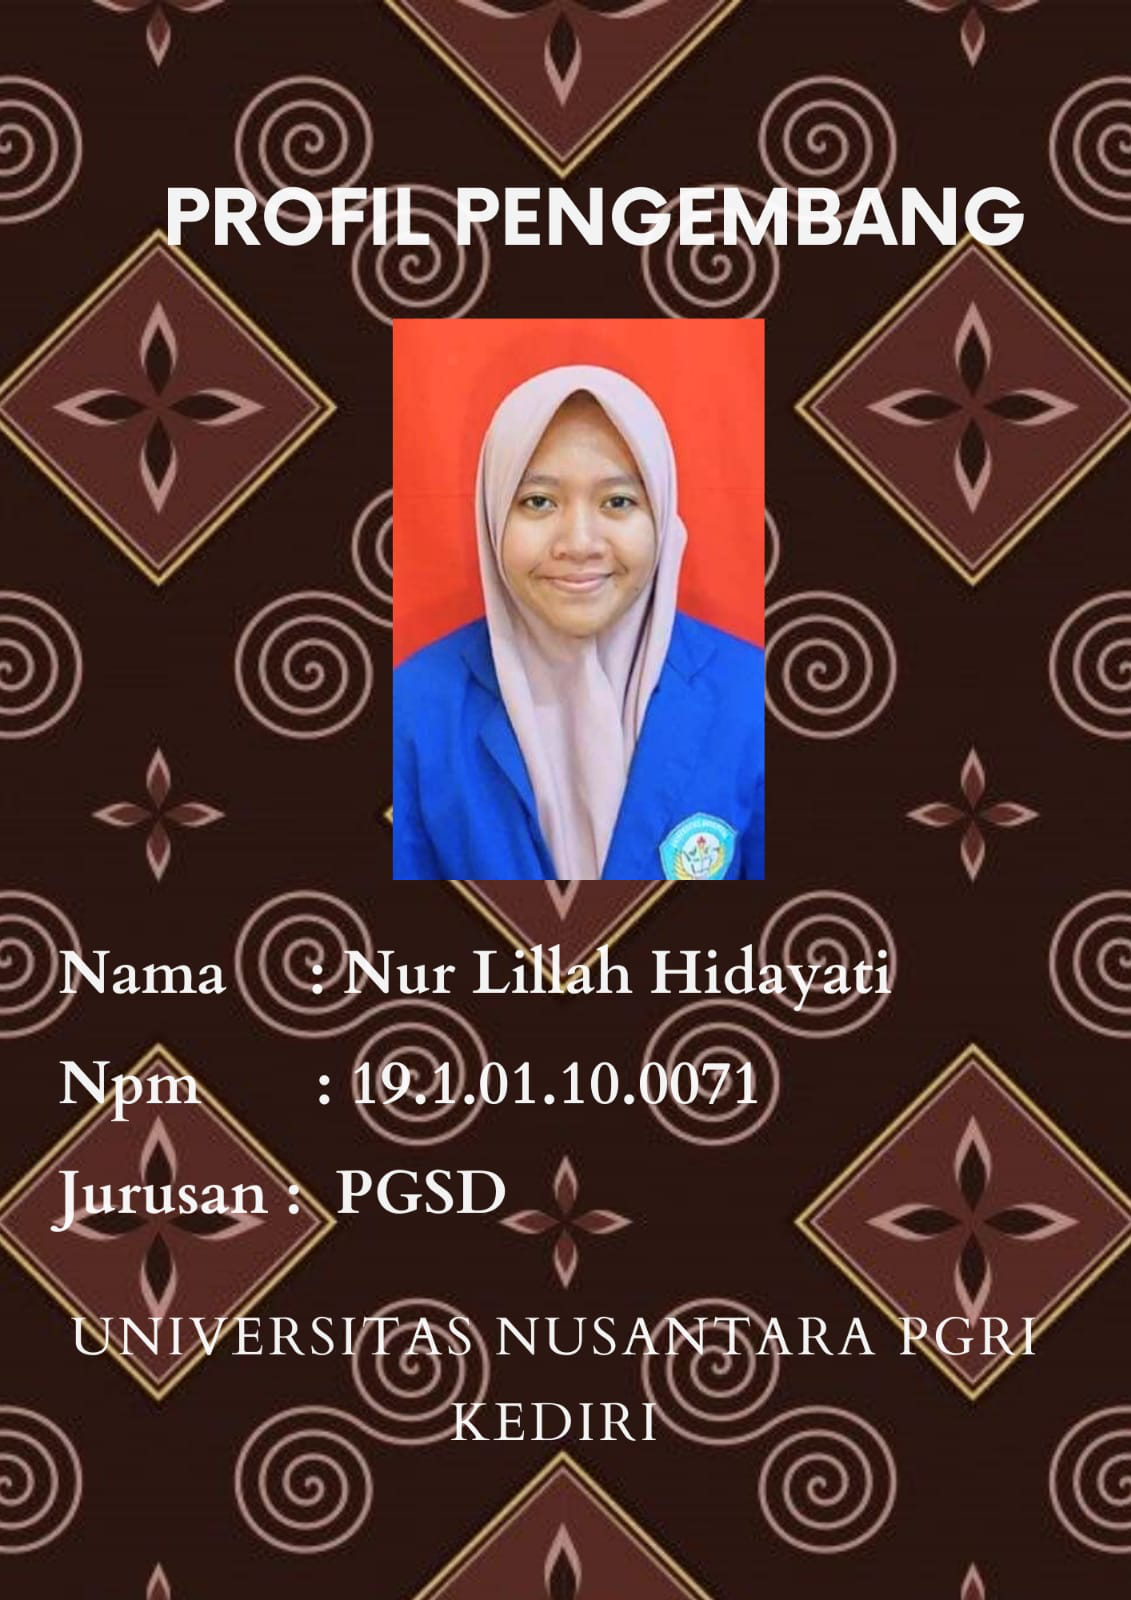 PROFIL PENGEMBANG
Nama : Nur Lillah Hidayati
Npm : 19.1.01.10.0071
Jurusan : PGSD
UNIVERSITAS NUSANTARA PGRI
KEDIRI